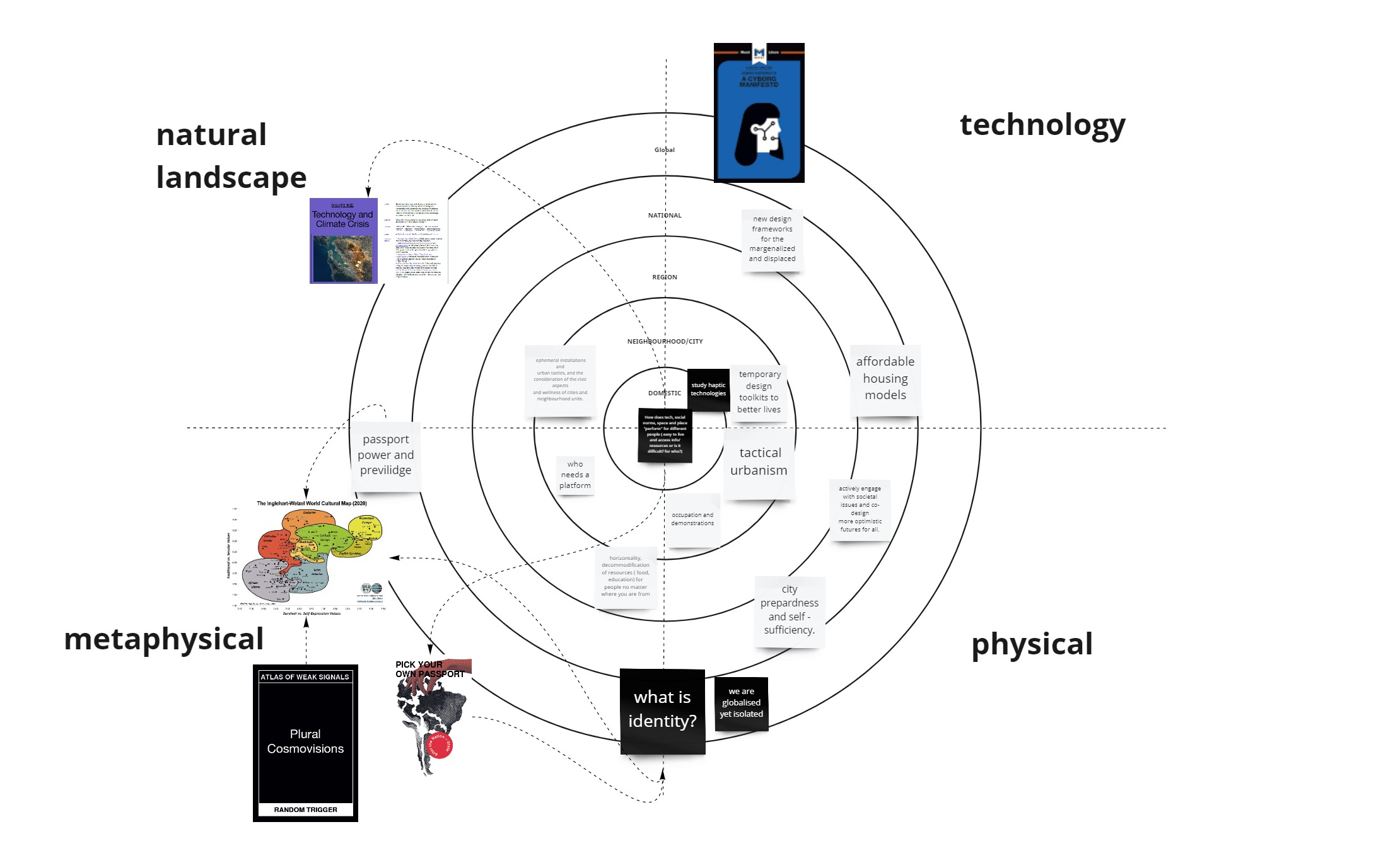 natural
landscape
technology
A CYBORG
MANIFESTO
Global
NATIONAL
REGION
NEIGHBOURHOOD/CITY
DOMESTIC
Technology and
Climate Crisis
new design
frameworks
for the
margenalized
and displaced
ephemeral installations
and
urban tactics, and the
consideration of the civic
aspects
and wellness of cities and
neighbourhood units.
study haptic
technologies
temporary
design
toolkits to
better lives
affordable
housing
models
How does tech, social
norms, space and place
"perform" for different
people ( easy to live
and access info/
resources or is it
difficult? for who?)
passport
power and
previlidge
who
needs a
platform
tactical
urbanism
occupation and
demonstrations
actively engage
with societal
issues and co-
design
more optimistic
futures for all.
horizontality,
decommodification
of resources ( food,
education) for
people no matter
where you are from
city
prepardness
and self -
sufficiency.
The Inglehart-Welzel World Cultural Map (2020)
Survival vs. Self-Expression Values
metaphysical
physical
PICK YOUR
OWN PASSPORT
what is
identity?
we are
globalised
yet isolated
ATLAS OF WEAK SIGNALS
Plural
Cosmovisions
RANDOM TRIGGER